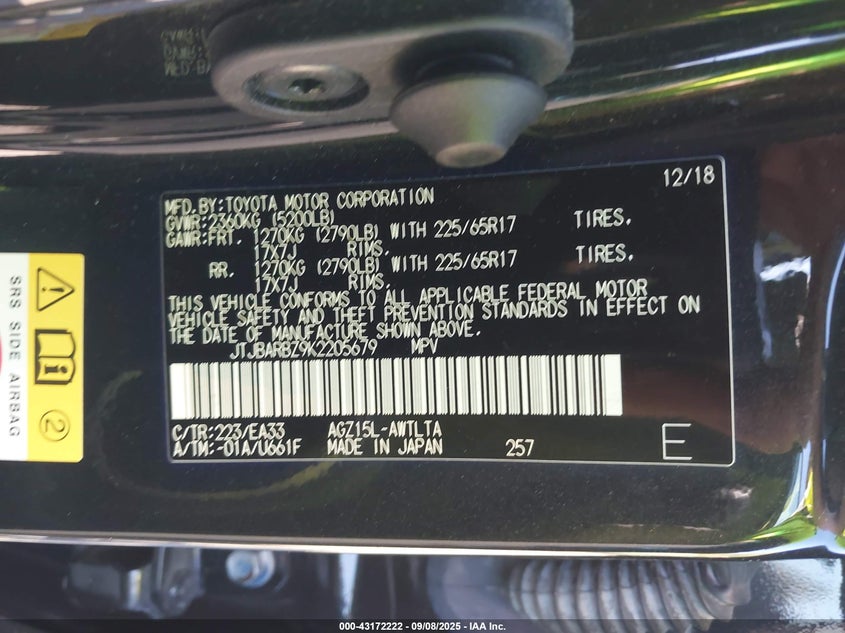 12/18
MFD.BY:TOYOTA MOTOR CORPORATION
GVWR:2360KG (5200LB)
GAWR:FRT. 1270KG (2790LB) WITH 225/65R17 TIRES,
17X7J RIMS.
RR. 1270KG (2790LB) WITH 225/65R17 TIRES,
17X7J RIMS.
THIS VEHICLE CONFORMS TO ALL APPLICABLE FEDERAL MOTOR
VEHICLE SAFETY AND THEFT PREVENTION STANDARDS IN EFFECT ON
THE DATE OF MANUFACTURE SHOWN ABOVE.
JTJBARBZ9K2205679 MPV
C/TR:223/EA33 AGZ15L-AWTLTA
A/TM:-01A/U661F MADE IN JAPAN 257 E
SRS SIDE AIRBAG
2
000-43172222 - 09/08/2025 - IAA Inc.